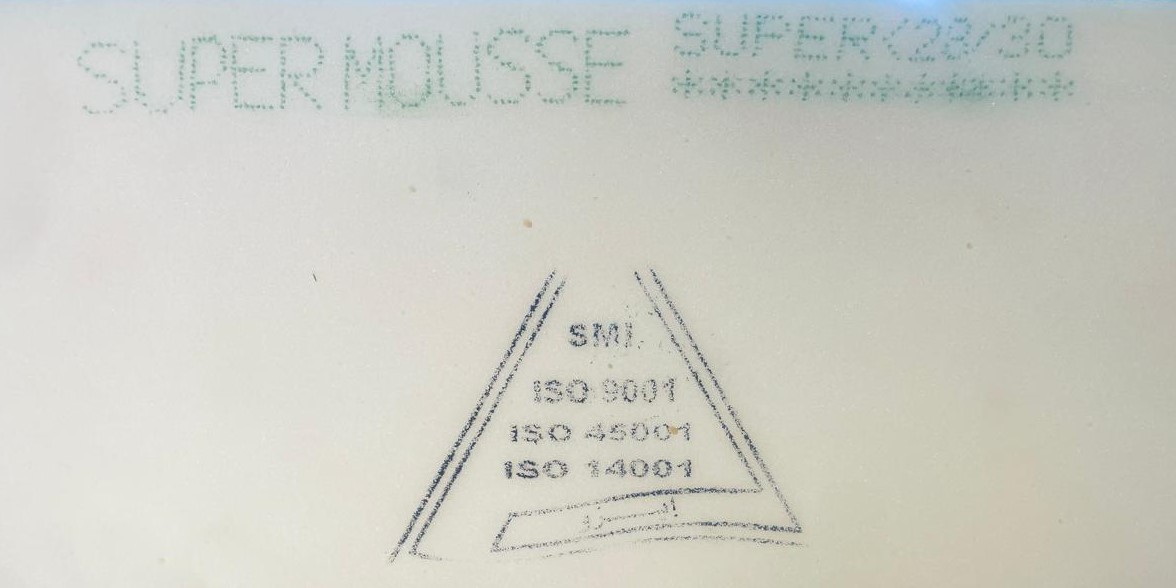 SUPER MOUSSE
SUPER<28/30
**********
SMI
ISO 9001
ISO 45001
ISO 14001